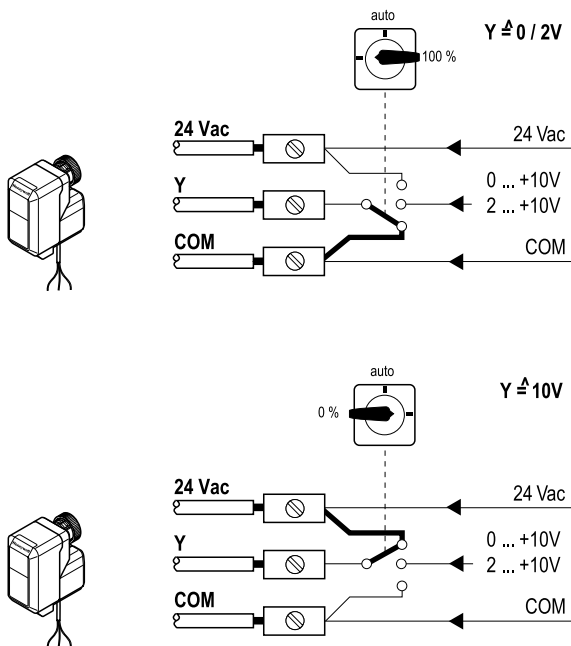 auto
Y ≙ 0 / 2V
100 %
24 Vac
24 Vac
Y
0 ... +10V
2 ... +10V
COM
COM
auto
Y ≙ 10V
0 %
24 Vac
24 Vac
Y
0 ... +10V
2 ... +10V
COM
COM